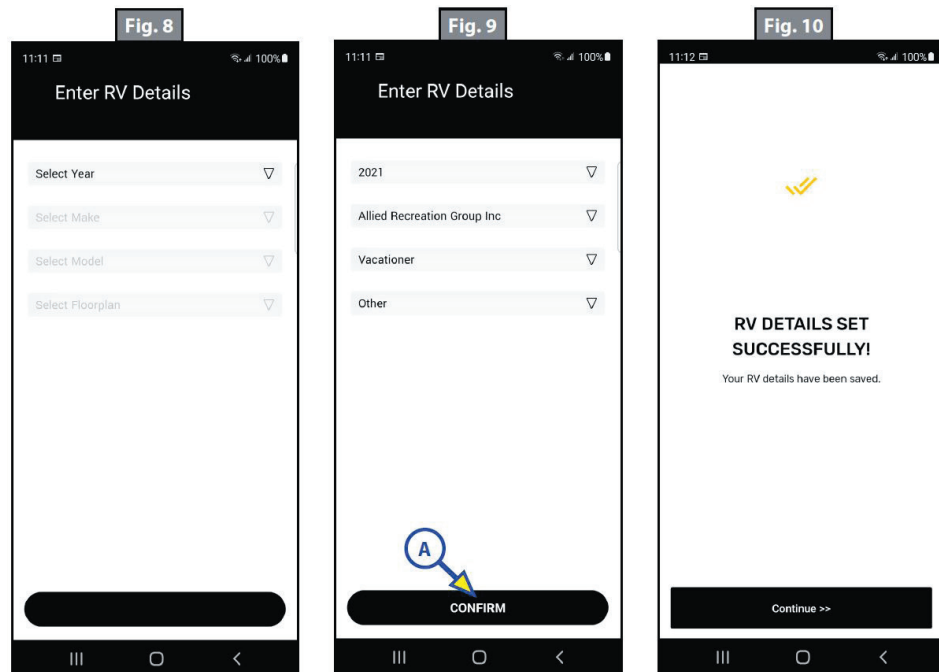 Fig. 8
11:11 100%
Enter RV Details
Select Year
Select Make
Select Model
Select Floorplan
Fig. 9
11:11 100%
Enter RV Details
2021
Allied Recreation Group Inc
Vacationer
Other
A
CONFIRM
Fig. 10
11:12 100%
RV DETAILS SET
SUCCESSFULLY!
Your RV details have been saved.
Continue >>